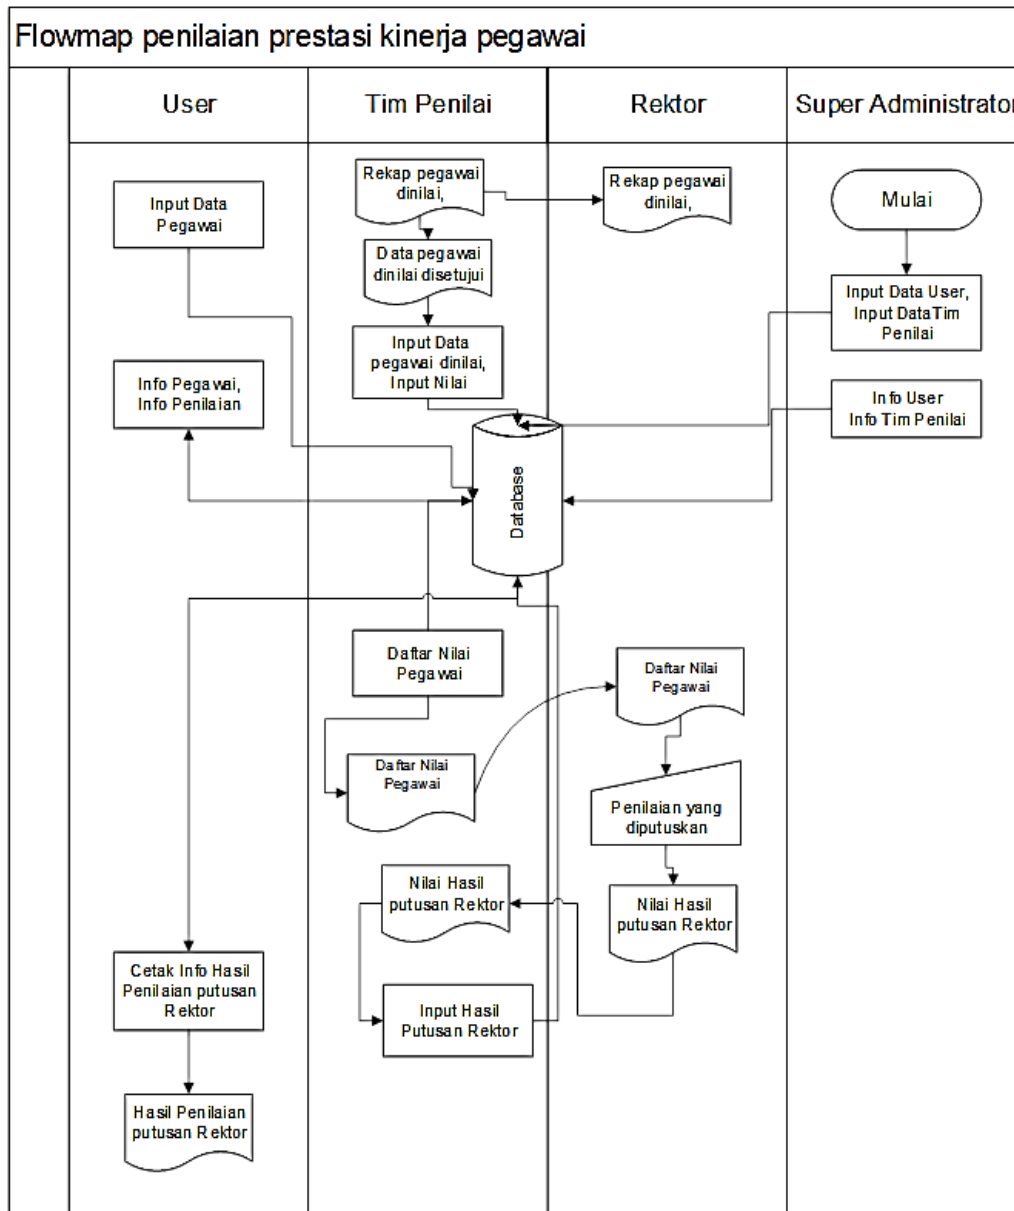 Flowmap penilaian prestasi kinerja pegawai
User
Tim Penilai
Rektor
Super Administrator
Input Data
Pegawai
Info Pegawai,
Info Penilaian
Cetak Info Hasil
Penilaian putusan
Rektor
Hasil Penilaian
putusan Rektor
Rekap pegawai
dinilai,
Data pegawai
dinilai disetujui
Input Data
pegawai dinilai,
Input Nilai
Database
Daftar Nilai
Pegawai
Daftar Nilai
Pegawai
Nilai Hasil
putusan Rektor
Input Hasil
Putusan Rektor
Rekap pegawai
dinilai,
Daftar Nilai
Pegawai
Penilaian yang
diputuskan
Nilai Hasil
putusan Rektor
Mulai
Input Data User,
Input DataTim
Penilai
Info User
Info Tim Penilai